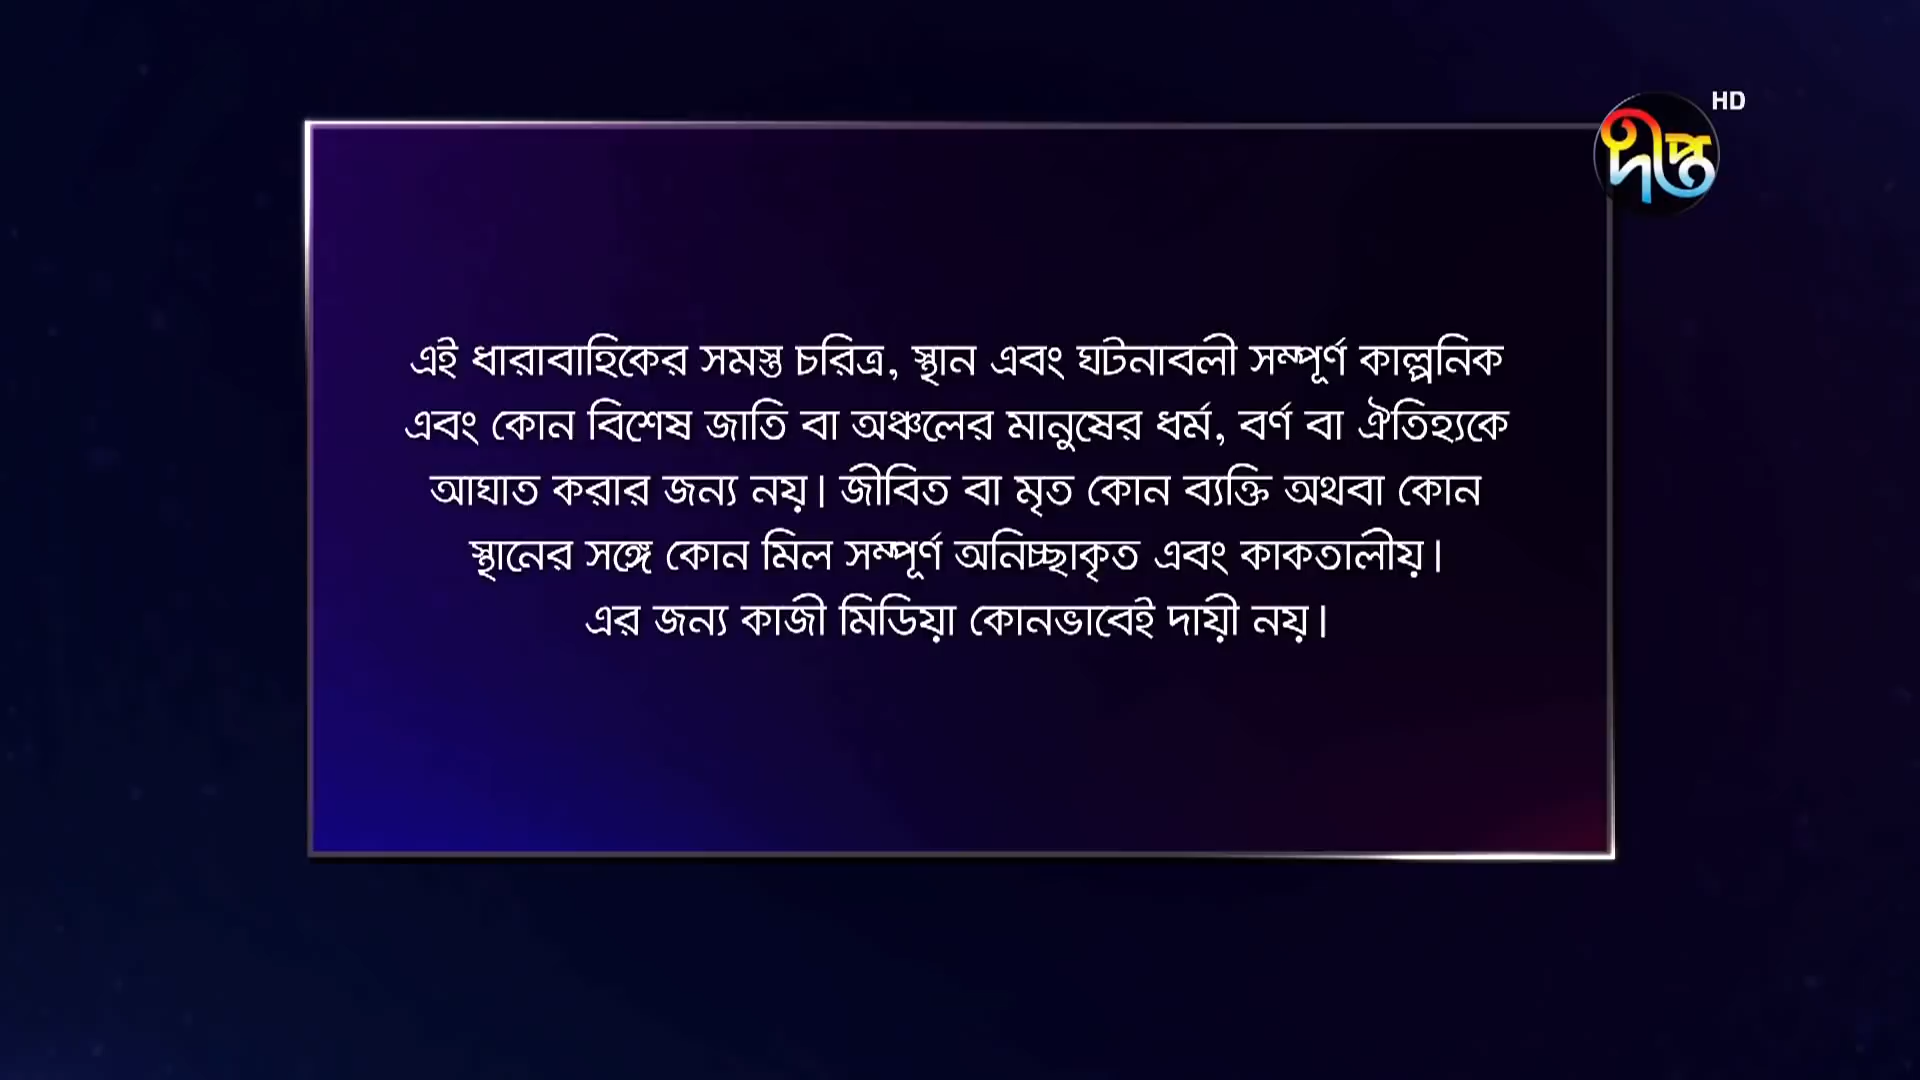 HD
দীপ্ত
এই ধারাবাহিকের সমস্ত চরিত্র, স্থান এবং ঘটনাবলী সম্পূর্ণ কাল্পনিক
এবং কোন বিশেষ জাতি বা অঞ্চলের মানুষের ধর্ম, বর্ণ বা ঐতিহ্যকে
আঘাত করার জন্য নয়। জীবিত বা মৃত কোন ব্যক্তি অথবা কোন
স্থানের সঙ্গে কোন মিল সম্পূর্ণ অনিচ্ছাকৃত এবং কাকতালীয়।
এর জন্য কাজী মিডিয়া কোনভাবেই দায়ী নয়।